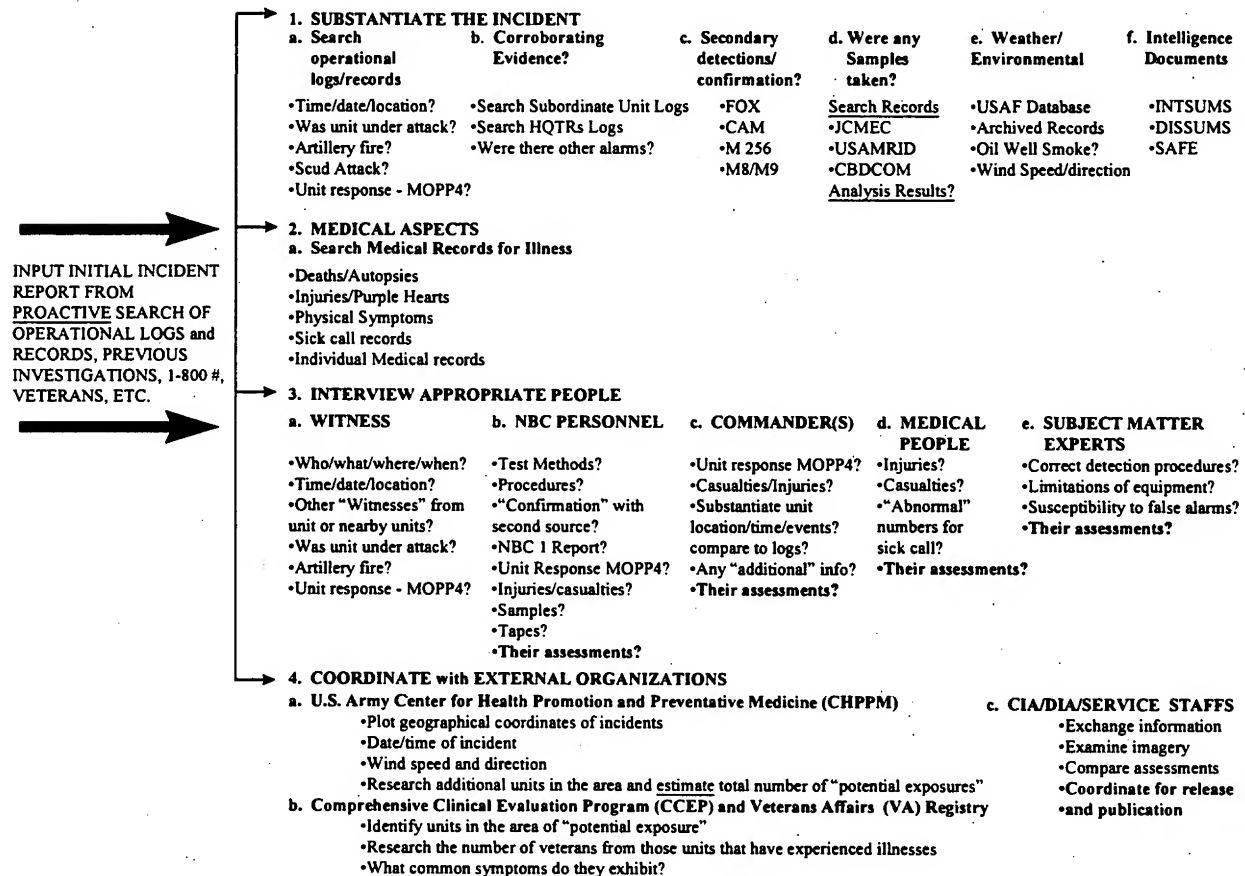 1. SUBSTANTIATE THE INCIDENT
a. Search operational logs/records
•Time/date/location?
•Was unit under attack?
•Artillery fire?
•Scud Attack?
•Unit response - MOPP4?
b. Corroborating Evidence?
•Search Subordinate Unit Logs
•Search HQTRs Logs
•Were there other alarms?
c. Secondary detections/ confirmation?
•FOX
•CAM
•M 256
•M8/M9
d. Were any Samples taken?
Search Records
•JCMEC
•USAMRID
•CBDCOM
Analysis Results?
e. Weather/ Environmental
•USAF Database
•Archived Records
•Oil Well Smoke?
•Wind Speed/direction
f. Intelligence Documents
•INTSUMS
•DISSUMS
•SAFE
INPUT INITIAL INCIDENT
REPORT FROM
PROACTIVE SEARCH OF
OPERATIONAL LOGS and
RECORDS, PREVIOUS
INVESTIGATIONS, 1-800 #,
VETERANS, ETC.
2. MEDICAL ASPECTS
a. Search Medical Records for Illness
•Deaths/Autopsies
•Injuries/Purple Hearts
•Physical Symptoms
•Sick call records
•Individual Medical records
3. INTERVIEW APPROPRIATE PEOPLE
a. WITNESS
•Who/what/where/when?
•Time/date/location?
•Other "Witnesses" from
unit or nearby units?
•Was unit under attack?
•Artillery fire?
•Unit response - MOPP4?
b. NBC PERSONNEL
•Test Methods?
•Procedures?
•"Confirmation" with
second source?
•NBC 1 Report?
•Unit Response MOPP4?
•Injuries/casualties?
•Samples?
•Tapes?
•Their assessments?
c. COMMANDER(S)
•Unit response MOPP4?
•Casualties/Injuries?
•Substantiate unit
location/time/events?
compare to logs?
•Any "additional" info?
•Their assessments?
d. MEDICAL
PEOPLE
•Injuries?
•Casualties?
•"Abnormal"
numbers for
sick call?
•Their assessments?
e. SUBJECT MATTER
EXPERTS
•Correct detection procedures?
•Limitations of equipment?
•Susceptibility to false alarms?
•Their assessments?
4. COORDINATE with EXTERNAL ORGANIZATIONS
a. U.S. Army Center for Health Promotion and Preventative Medicine (CHPPM)
•Plot geographical coordinates of incidents
•Date/time of incident
•Wind speed and direction
•Research additional units in the area and estimate total number of "potential exposures"
b. Comprehensive Clinical Evaluation Program (CCEP) and Veterans Affairs (VA) Registry
•Identify units in the area of "potential exposure"
•Research the number of veterans from those units that have experienced illnesses
•What common symptoms do they exhibit?
c. CIA/DIA/SERVICE STAFFS
•Exchange information
•Examine imagery
•Compare assessments
•Coordinate for release
•and publication